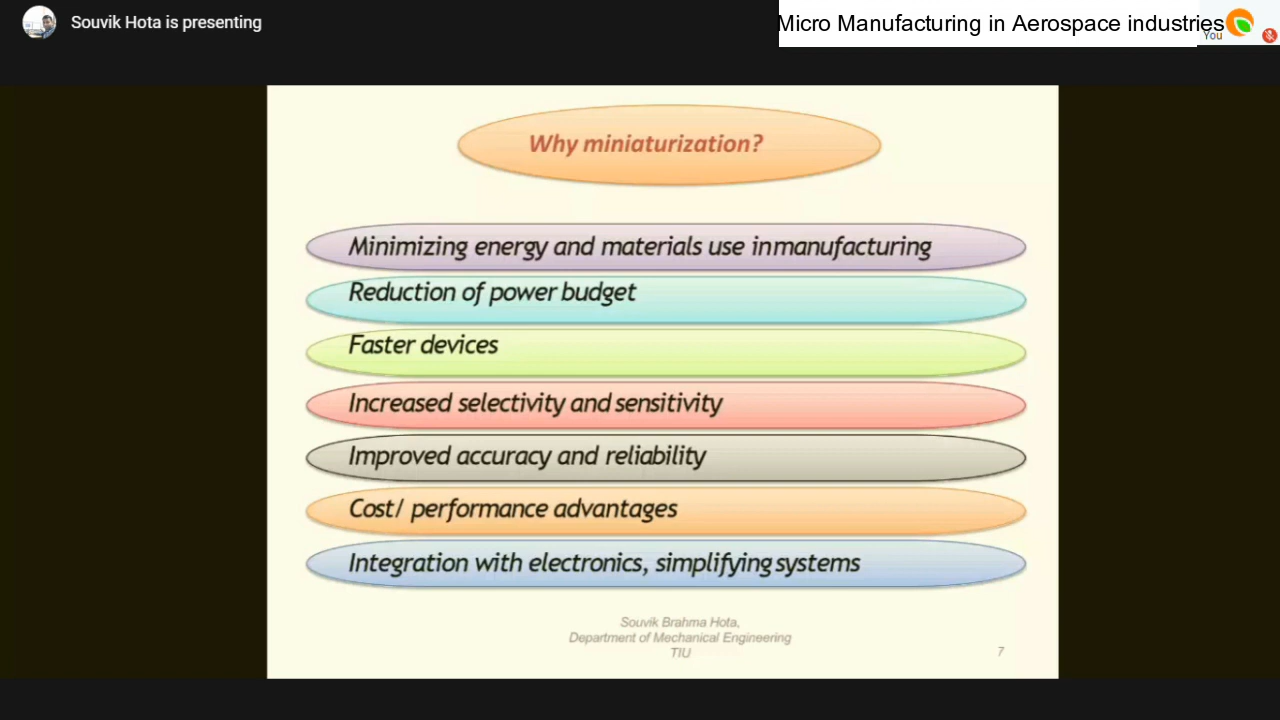 Souvik Hota is presenting
Micro Manufacturing in Aerospace industries
You
Why miniaturization?
Minimizing energy and materials use inmanufacturing
Reduction of power budget
Faster devices
Increased selectivity and sensitivity
Improved accuracy and reliability
Cost/ performance advantages
Integration with electronics, simplifying systems
Souvik Brahma Hota,
Department of Mechanical Engineering
TIU
7